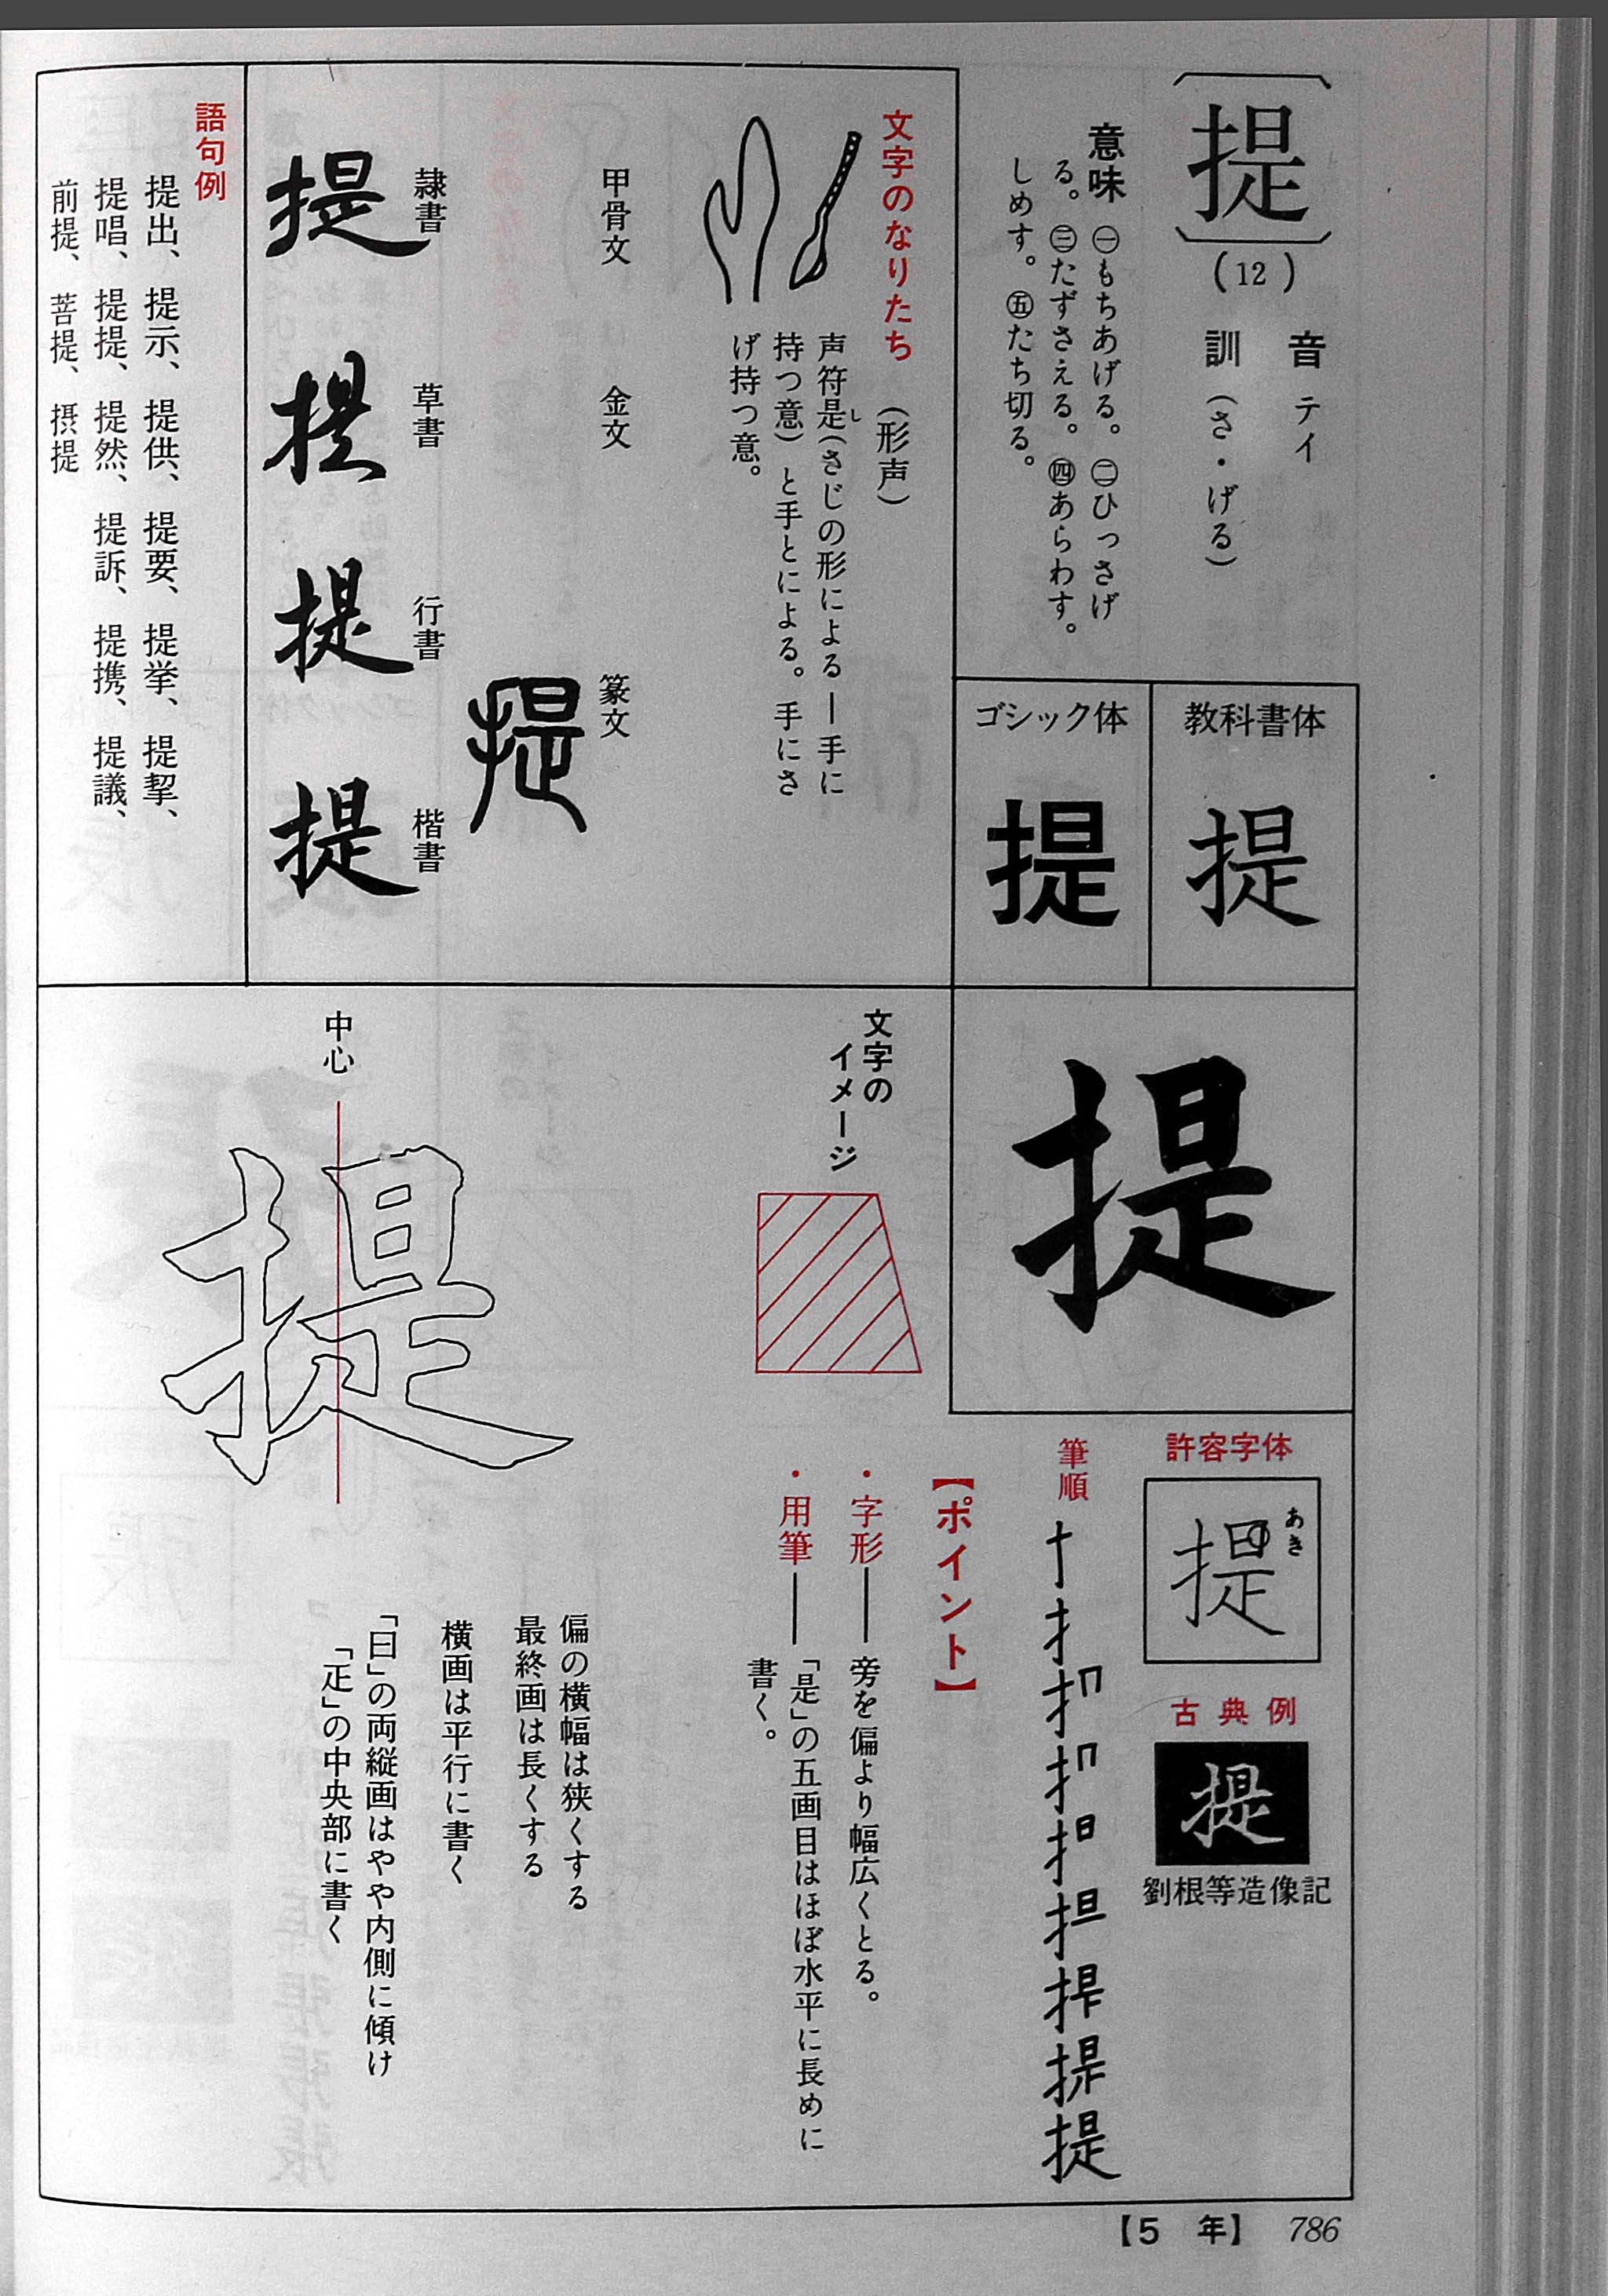 提
(12)
音 テイ
訓 (さ・げる)
意味 ㊀もちあげる。㊁ひっさげ
る。㊂たずさえる。㊃あらわす。
しめす。㊄たち切る。
教科書体
提
ゴシック体
提
文字のなりたち (形声)
声符是(さじの形による―手に
し
持つ意)と手とによる。手にさ
げ持つ意。
甲骨文
金文
篆文
提
隷書
提
草書
提
行書
提
楷書
提
語句例
提出、提示、提供、提要、提挙、提挈、
提唱、提提、提然、提訴、提携、提議、
前提、菩提、摂提
提
許容字体
提
あき
古典例
提
劉根等造像記
筆順
提
【ポイント】
・字形――旁を偏より幅広くとる。
・用筆――「是」の五画目はほぼ水平に長めに
書く。
文字の
イメージ
偏の横幅は狭くする
最終画は長くする
横画は平行に書く
「日」の両縦画はやや内側に傾け
「疋」の中央部に書く
中心
提
【5年】 786